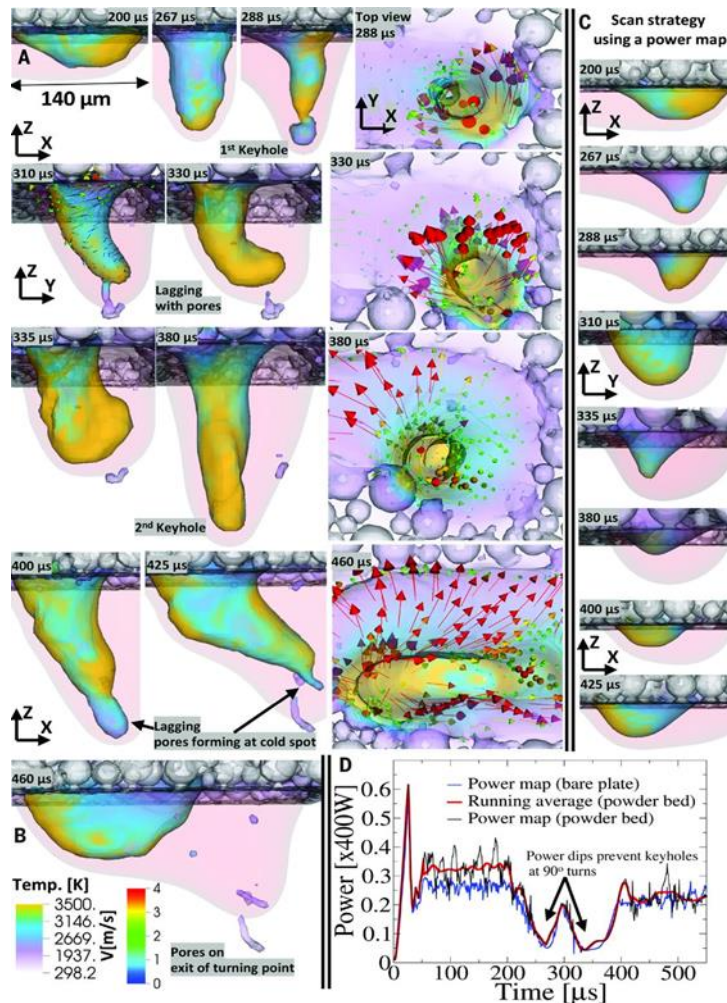 A
200 µs
267 µs
288 µs
140 µm
Z
X
1st Keyhole
Top view
288 µs
Y
X
310 µs
330 µs
Z
Y
Lagging
with pores
330 µs
335 µs
380 µs
2nd Keyhole
380 µs
400 µs
425 µs
Z
X
Lagging
pores forming at cold spot
460 µs
460 µs
B
Temp. [K]
3500.
3146.
2669.
1937.
298.2
V[m/s]
4
3
2
1
0
Pores on
exit of turning point
C
Scan strategy
using a power map
200 µs
267 µs
288 µs
310 µs
335 µs
380 µs
400 µs
Z
X
425 µs
D
Power [x400W]
0.6
0.5
0.4
0.3
0.2
0.1
0
Power map (bare plate)
Running average (powder bed)
Power map (powder bed)
Power dips prevent keyholes
at 90° turns
0 100 200 300 400 500
Time [µs]